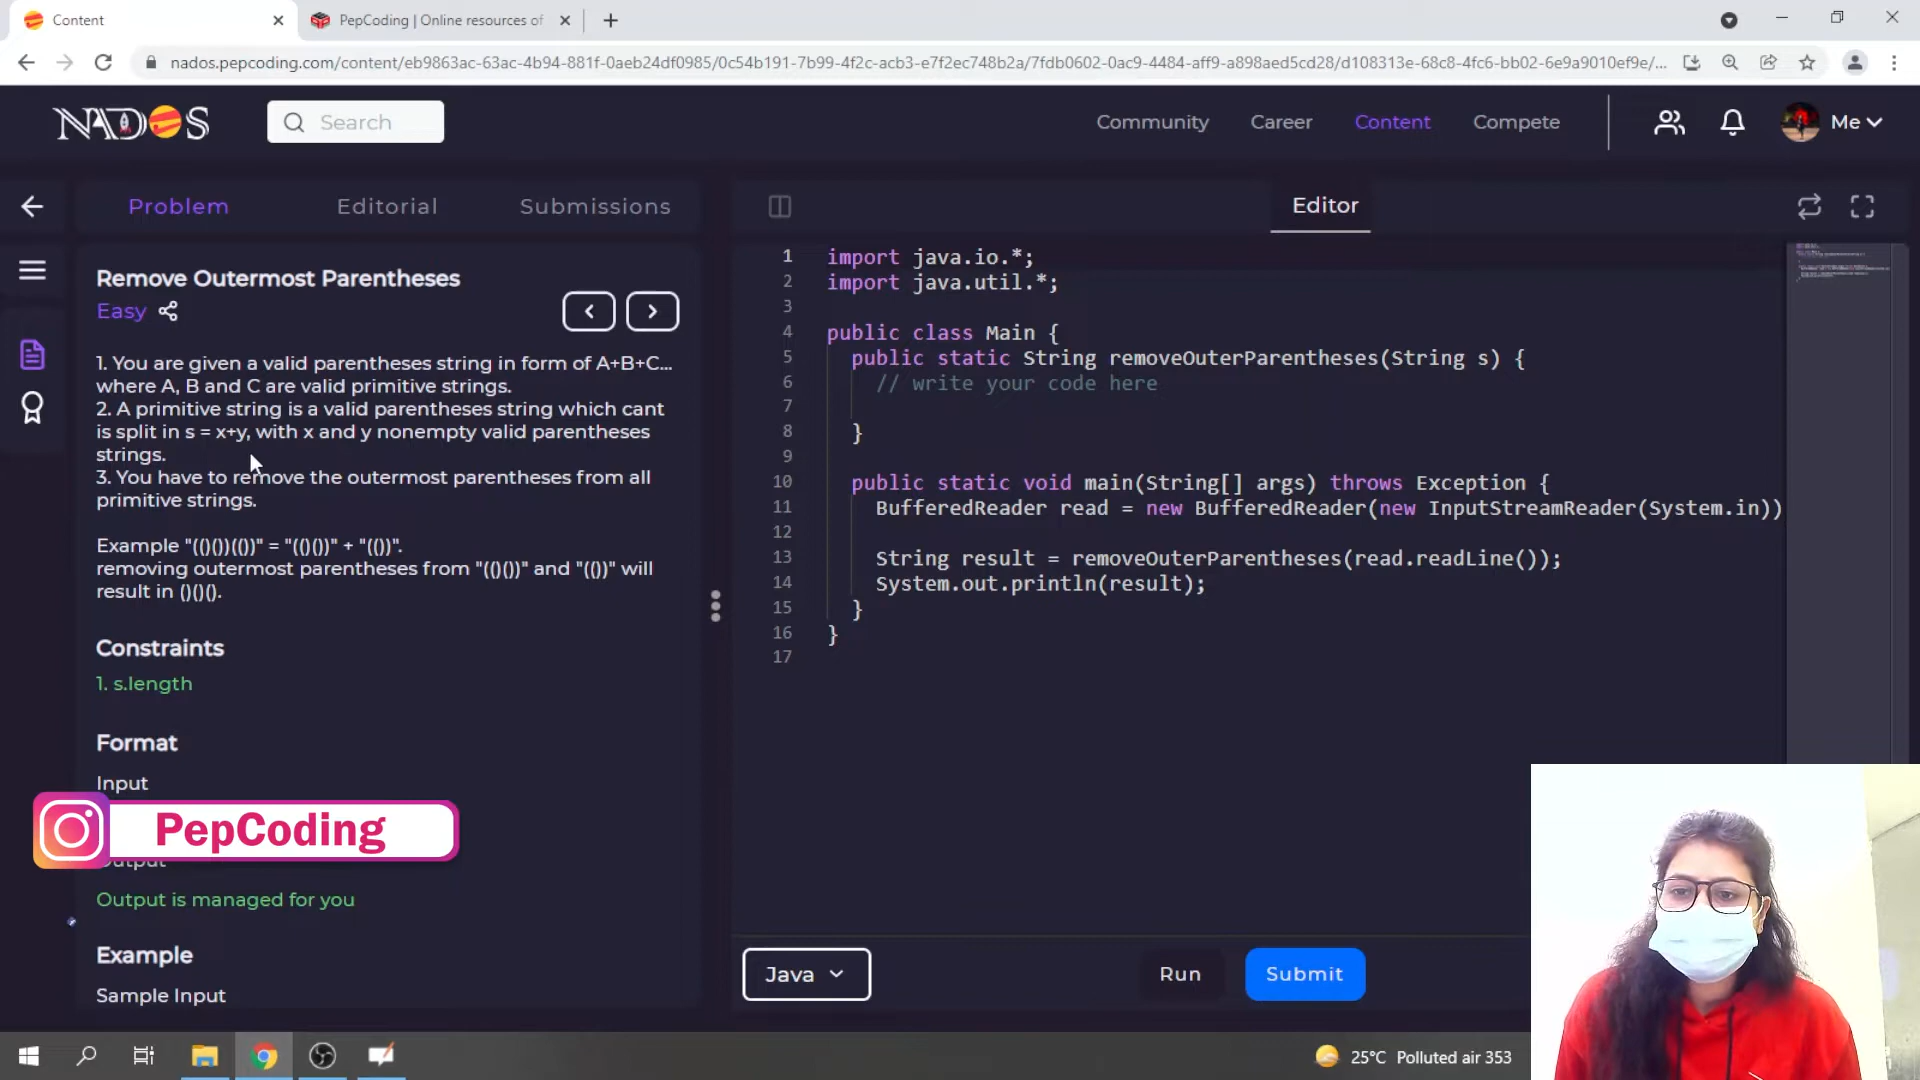 Content
PepCoding | Online resources of
nados.pepcoding.com/content/eb9863ac-63ac-4b94-881f-0aeb24df0985/0c54b191-7b99-4f2c-acb3-e7f2ec748b2a/7fdb0602-0ac9-4484-aff9-a898aed5cd28/d108313e-68c8-4fc6-bb02-6e9a9010ef9e/...
NADOS
Search
Community
Career
Content
Compete
Me
Problem
Editorial
Submissions
Editor
Remove Outermost Parentheses
Easy
1. You are given a valid parentheses string in form of A+B+C...
where A, B and C are valid primitive strings.
2. A primitive string is a valid parentheses string which cant
is split in s = x+y, with x and y nonempty valid parentheses
strings.
3. You have to remove the outermost parentheses from all
primitive strings.
Example "(()())(())" = "(()())" + "(())".
removing outermost parentheses from "(()())" and "(())" will
result in ()()().
Constraints
1. s.length
Format
Input
PepCoding
Output
Output is managed for you
Example
Sample Input
1 import java.io.*;
2 import java.util.*;
3
4 public class Main {
5 public static String removeOuterParentheses(String s) {
6 // write your code here
7
8 }
9
10 public static void main(String[] args) throws Exception {
11 BufferedReader read = new BufferedReader(new InputStreamReader(System.in))
12
13 String result = removeOuterParentheses(read.readLine());
14 System.out.println(result);
15 }
16 }
17
Java
Run
Submit
25°C Polluted air 353